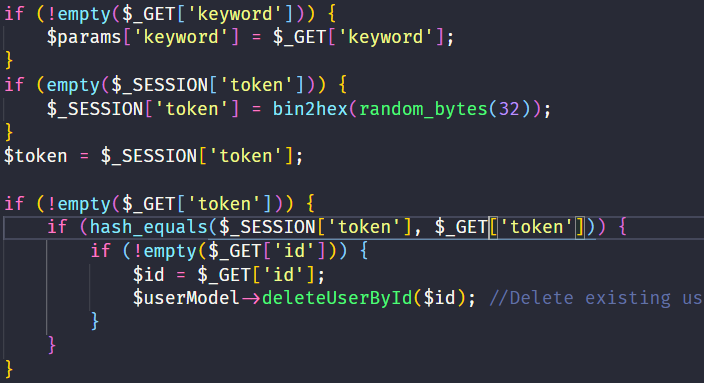 if (!empty($_GET['keyword'])) {
    $params['keyword'] = $_GET['keyword'];
}
if (empty($_SESSION['token'])) {
    $_SESSION['token'] = bin2hex(random_bytes(32));
}
$token = $_SESSION['token'];

if (!empty($_GET['token'])) {
    if (hash_equals($_SESSION['token'], $_GET['token'])) {
        if (!empty($_GET['id'])) {
            $id = $_GET['id'];
            $userModel->deleteUserById($id); //Delete existing us
        }
    }
}